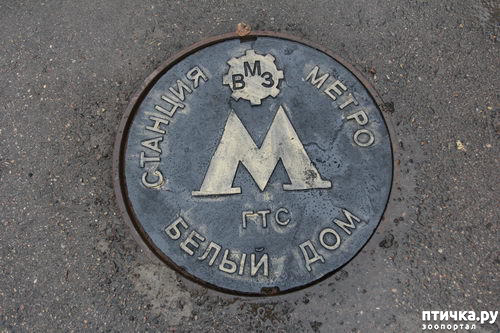 ВМЗ
СТАНЦИЯ МЕТРО
М
ГТС
БЕЛЫЙ ДОМ
птичка.ру
зоопортал